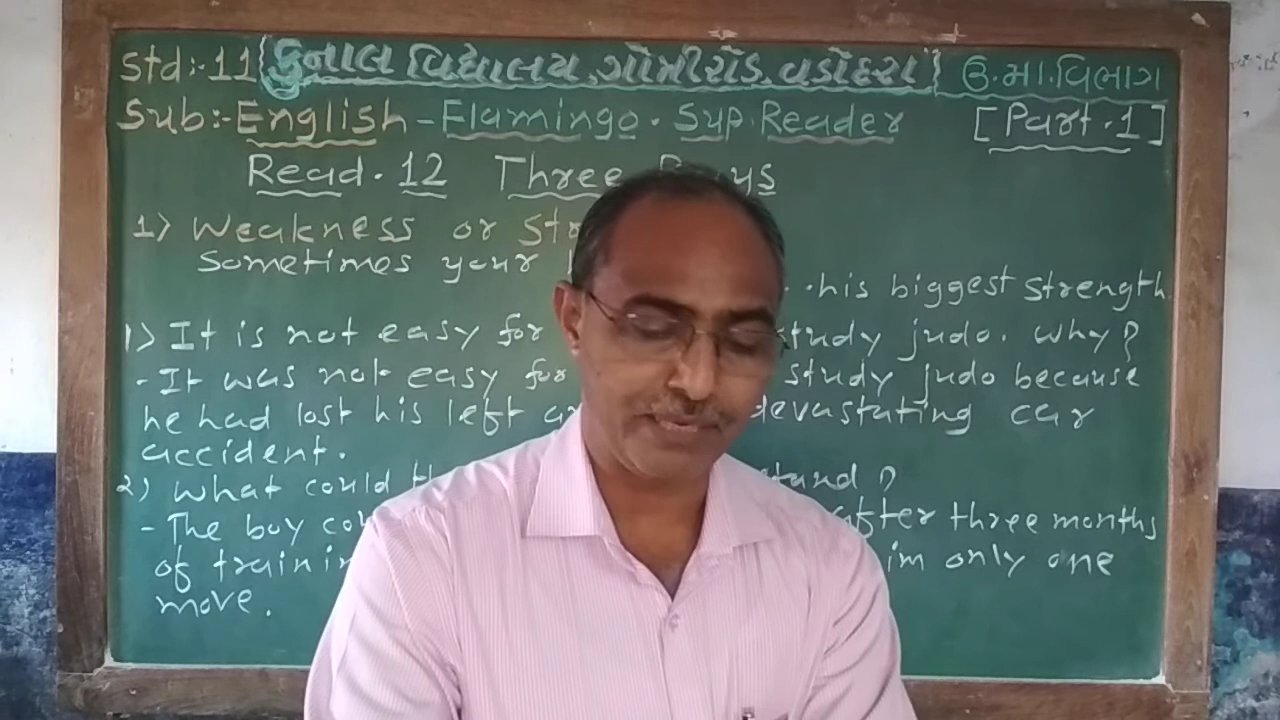 Std:-11 [કુનાલ વિદ્યાલય, ગોત્રીરોડ, વડોદરા] ઉ.મા.વિભાગ
Sub:- English - Flamingo. Sup. Reader [Part.1]
Read. 12 Three
1) Weakness or
Sometimes your
. . his biggest strength
1) It is not easy for study judo. Why?
- It was not easy for study judo because
he had lost his left devastating car
accident.
2) What could
- The boy after three months
of only one
move.